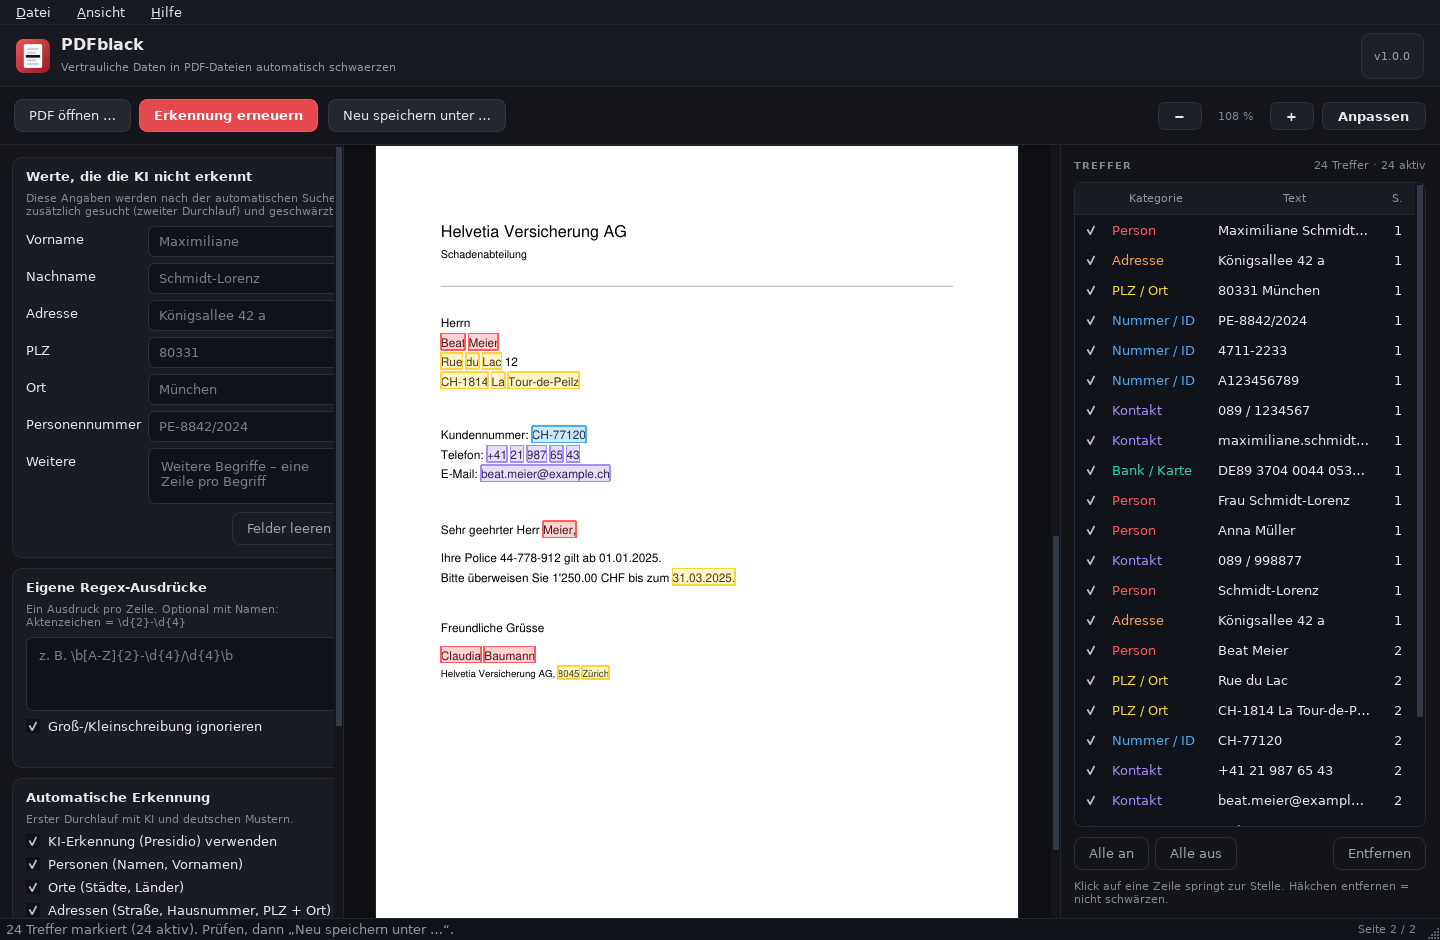 Datei Ansicht Hilfe
PDFblack
Vertrauliche Daten in PDF-Dateien automatisch schwaerzen
v1.0.0
PDF öffnen ...
Erkennung erneuern
Neu speichern unter ...
−
108 %
+
Anpassen
Werte, die die KI nicht erkennt
Diese Angaben werden nach der automatischen Suche
zusätzlich gesucht (zweiter Durchlauf) und geschwärzt
Vorname
Maximiliane
Nachname
Schmidt-Lorenz
Adresse
Königsallee 42 a
PLZ
80331
Ort
München
Personennummer
PE-8842/2024
Weitere
Weitere Begriffe – eine
Zeile pro Begriff
Felder leeren
Eigene Regex-Ausdrücke
Ein Ausdruck pro Zeile. Optional mit Namen:
Aktenzeichen = \d{2}-\d{4}
z. B. \b[A-Z]{2}-\d{4}/\d{4}\b
Groß-/Kleinschreibung ignorieren
Automatische Erkennung
Erster Durchlauf mit KI und deutschen Mustern.
KI-Erkennung (Presidio) verwenden
Personen (Namen, Vornamen)
Orte (Städte, Länder)
Adressen (Straße, Hausnummer, PLZ + Ort)
Helvetia Versicherung AG
Schadenabteilung
Herrn
Beat Meier
Rue du Lac 12
CH-1814 La Tour-de-Peilz
Kundennummer: CH-77120
Telefon: +41 21 987 65 43
E-Mail: beat.meier@example.ch
Sehr geehrter Herr Meier,
Ihre Police 44-778-912 gilt ab 01.01.2025.
Bitte überweisen Sie 1'250.00 CHF bis zum 31.03.2025.
Freundliche Grüsse
Claudia Baumann
Helvetia Versicherung AG, 8045 Zürich
TREFFER
24 Treffer · 24 aktiv
Kategorie Text S.
Person Maximiliane Schmidt... 1
Adresse Königsallee 42 a 1
PLZ / Ort 80331 München 1
Nummer / ID PE-8842/2024 1
Nummer / ID 4711-2233 1
Nummer / ID A123456789 1
Kontakt 089 / 1234567 1
Kontakt maximiliane.schmidt... 1
Bank / Karte DE89 3704 0044 053... 1
Person Frau Schmidt-Lorenz 1
Person Anna Müller 1
Kontakt 089 / 998877 1
Person Schmidt-Lorenz 1
Adresse Königsallee 42 a 1
Person Beat Meier 2
PLZ / Ort Rue du Lac 2
PLZ / Ort CH-1814 La Tour-de-P... 2
Nummer / ID CH-77120 2
Kontakt +41 21 987 65 43 2
Kontakt beat.meier@exampl... 2
Alle an
Alle aus
Entfernen
Klick auf eine Zeile springt zur Stelle. Häkchen entfernen =
nicht schwärzen.
24 Treffer markiert (24 aktiv). Prüfen, dann „Neu speichern unter ...“.
Seite 2 / 2